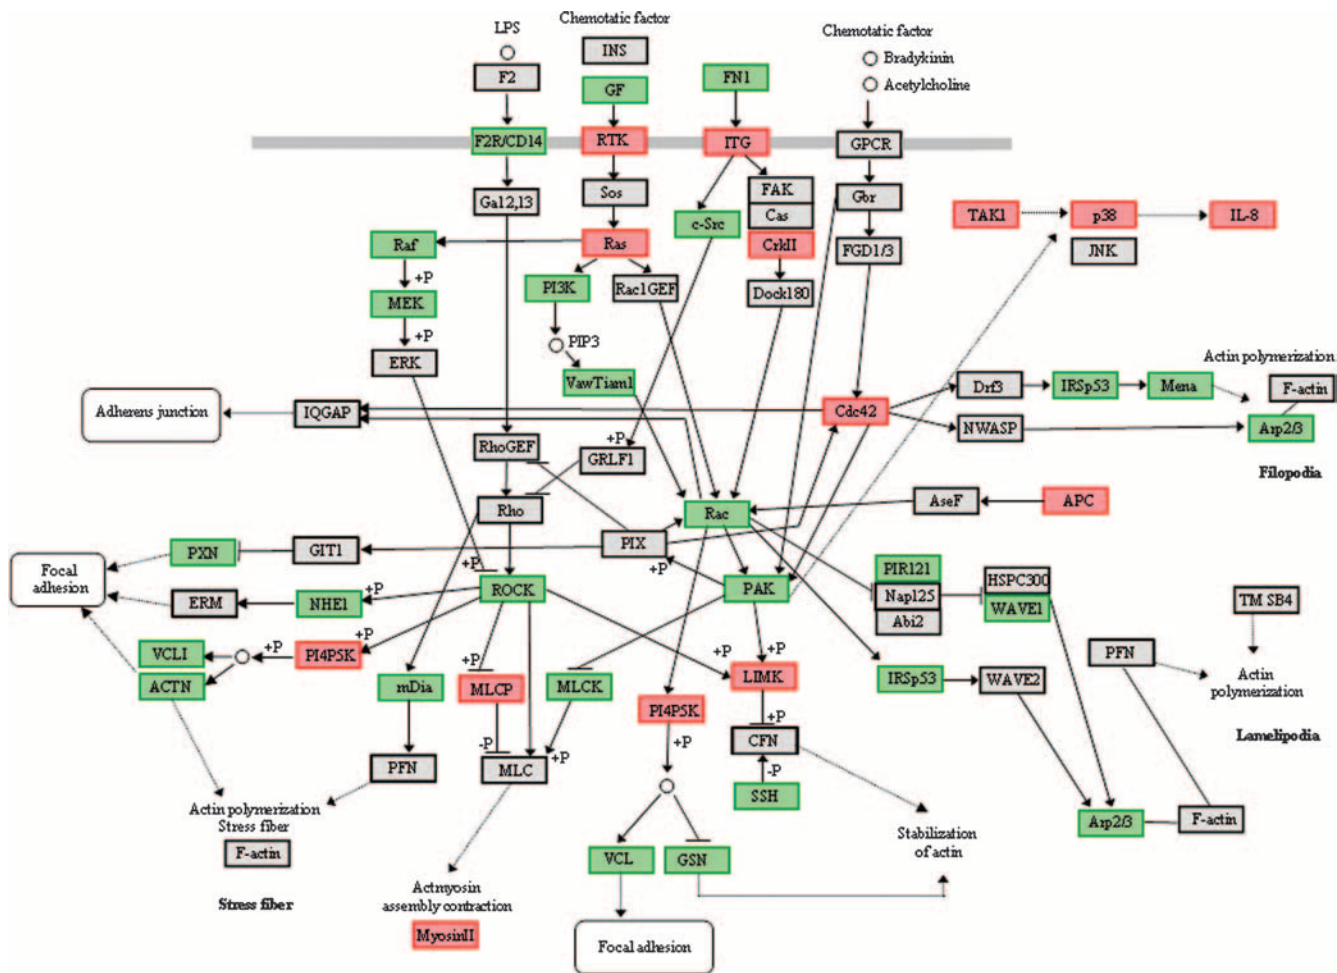 Chemotatic factor
LPS
INS
Chemotatic factor
Bradykinin
F2
GF
FN1
Acetylcholine
F2R/CD14
RTK
ITG
GPCR
Ga12,13
Sos
FAK
Gbr
Cas
TAK1
p38
IL-8
c-Src
Raf
Ras
CrkII
FGD1/3
JNK
+P
PI3K
Rac1GEF
Dock180
MEK
+P
PIP3
ERK
Actin polymerization
VawTiam1
Drf3
IRSp53
Mena
F-actin
Adherens junction
IQGAP
Cdc42
NWASP
Arp2/3
+P
RhoGEF
GRLF1
Filopodia
Rho
Rac
AseF
APC
PXN
GIT1
PIX
Focal
adhesion
+P
+P
PIR121
HSPC300
ERM
NHE1
+P
ROCK
PAK
Nap125
WAVE1
TM SB4
Abi2
+P
+P
VCLI
PI4P5K
+P
+P
+P
PFN
ACTN
mDia
MLCP
MLCK
LIMK
IRSp53
WAVE2
Actin
polymerization
PI4P5K
+P
Lamelipodia
-P
+P
CFN
PFN
MLC
+P
-P
SSH
Actin polymerization
Stress fiber
Arp2/3
F-actin
Stabilization
of actin
F-actin
VCL
GSN
Actmyosin
assembly contraction
Stress fiber
MyosinII
Focal adhesion